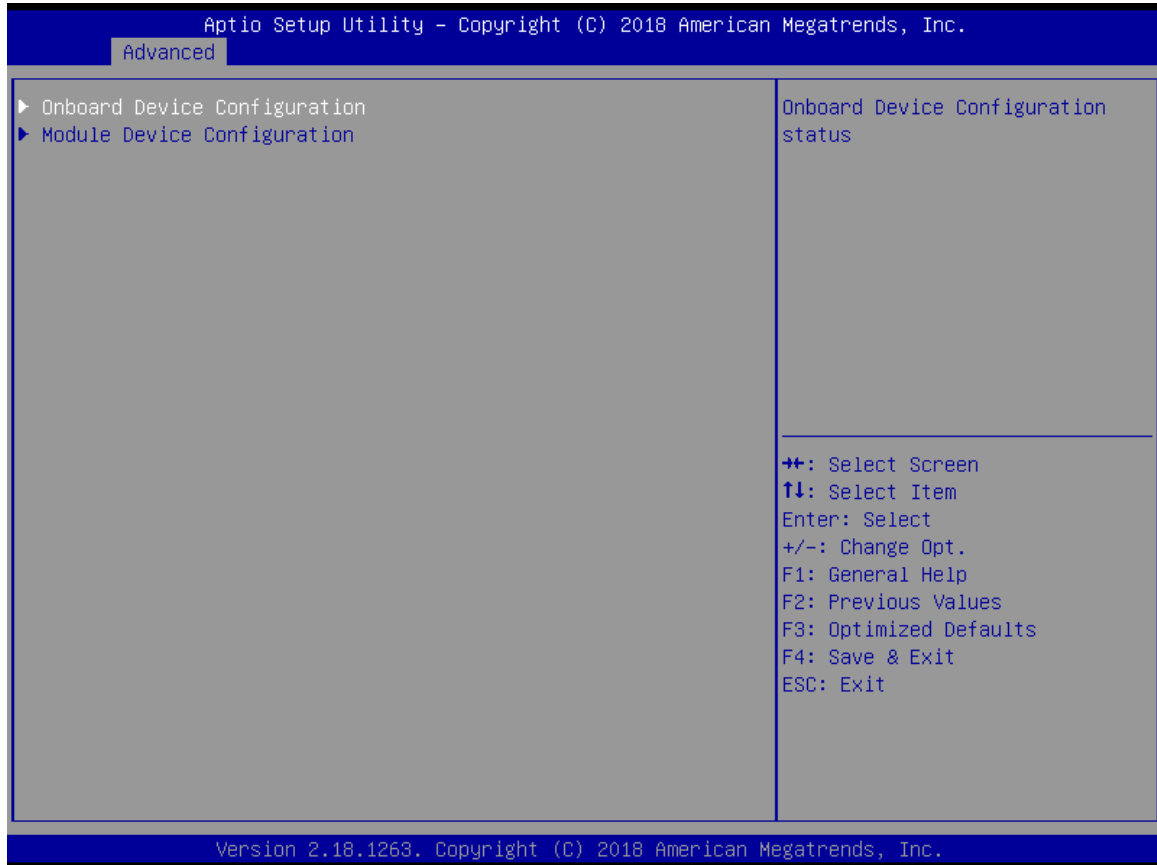 Aptio Setup Utility – Copyright (C) 2018 American Megatrends, Inc.
Advanced
▶ Onboard Device Configuration
▶ Module Device Configuration
Onboard Device Configuration
status
→←: Select Screen
↑↓: Select Item
Enter: Select
+/-: Change Opt.
F1: General Help
F2: Previous Values
F3: Optimized Defaults
F4: Save & Exit
ESC: Exit
Version 2.18.1263. Copyright (C) 2018 American Megatrends, Inc.